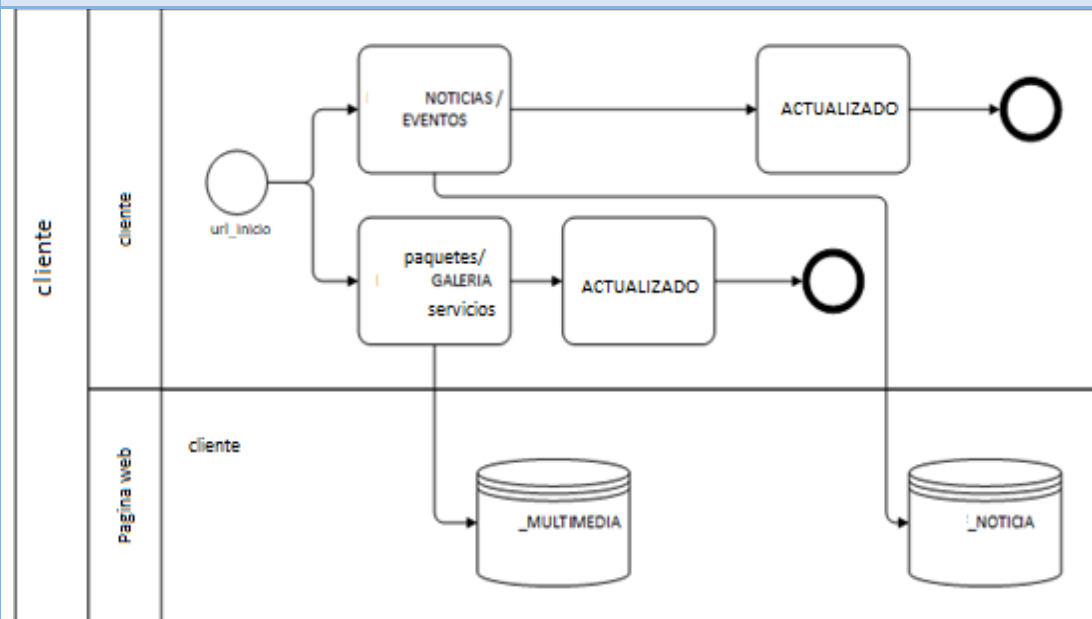 cliente
cliente
NOTICIAS /
EVENTOS
ACTUALIZADO
url_inicio
paquetes/
GALERIA
servicios
ACTUALIZADO
Pagina web
cliente
_MULTIMEDIA
_NOTICIA